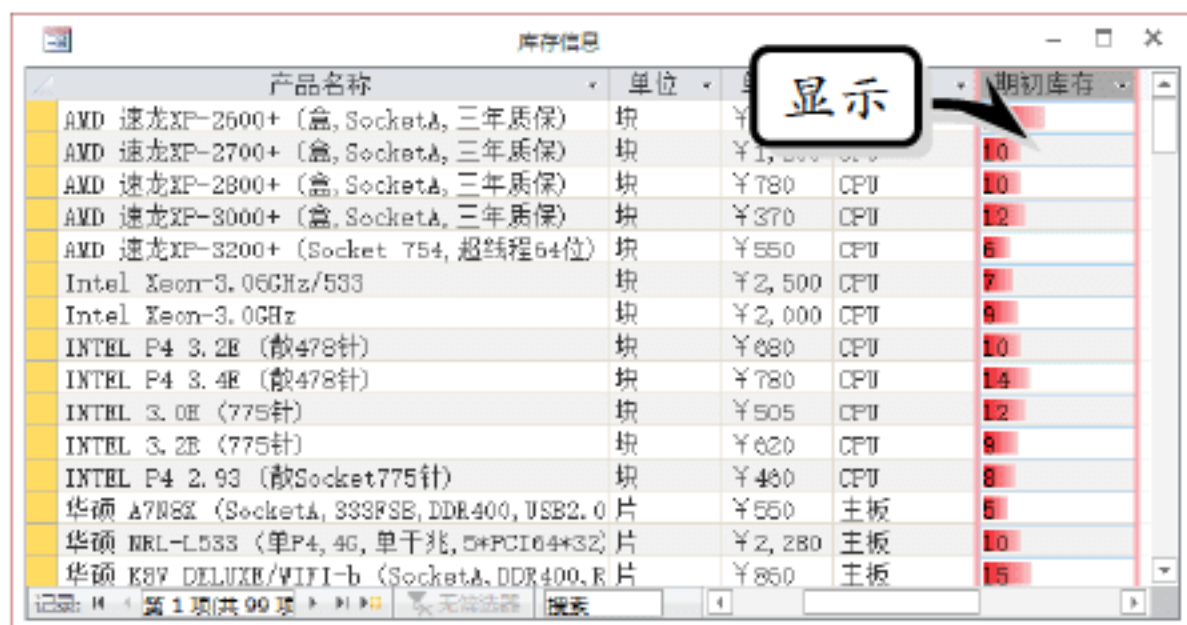 库存信息
产品名称 单位 期初库存
显示
AMD 速龙XP-2600+ (盒,SocketA,三年质保) 块 ¥
AMD 速龙XP-2700+ (盒,SocketA,三年质保) 块 10
AMD 速龙XP-2800+ (盒,SocketA,三年质保) 块 ¥780 CPU 10
AMD 速龙XP-3000+ (盒,SocketA,三年质保) 块 ¥370 CPU 12
AMD 速龙XP-3200+ (Socket 754,超线程64位) 块 ¥550 CPU 6
Intel Xeon-3.06GHz/533 块 ¥2,500 CPU 7
Intel Xeon-3.0GHz 块 ¥2,000 CPU 9
INTEL P4 3.2E (散478针) 块 ¥680 CPU 10
INTEL P4 3.4E (散478针) 块 ¥780 CPU 14
INTEL 3.0E (775针) 块 ¥505 CPU 12
INTEL 3.2E (775针) 块 ¥620 CPU 9
INTEL P4 2.93 (散Socket775针) 块 ¥460 CPU 8
华硕 A7N8X (SocketA,333FSB,DDR400,USB2.0 片 ¥550 主板 5
华硕 NRL-L533 (单P4,4G,单千兆,5*PCI64*32) 片 ¥2,280 主板 10
华硕 K8V DELUXE/WIFI-b (SocketA,DDR400,R 片 ¥860 主板 15
记录: 第 1 项(共 99 项 无筛选器 搜索